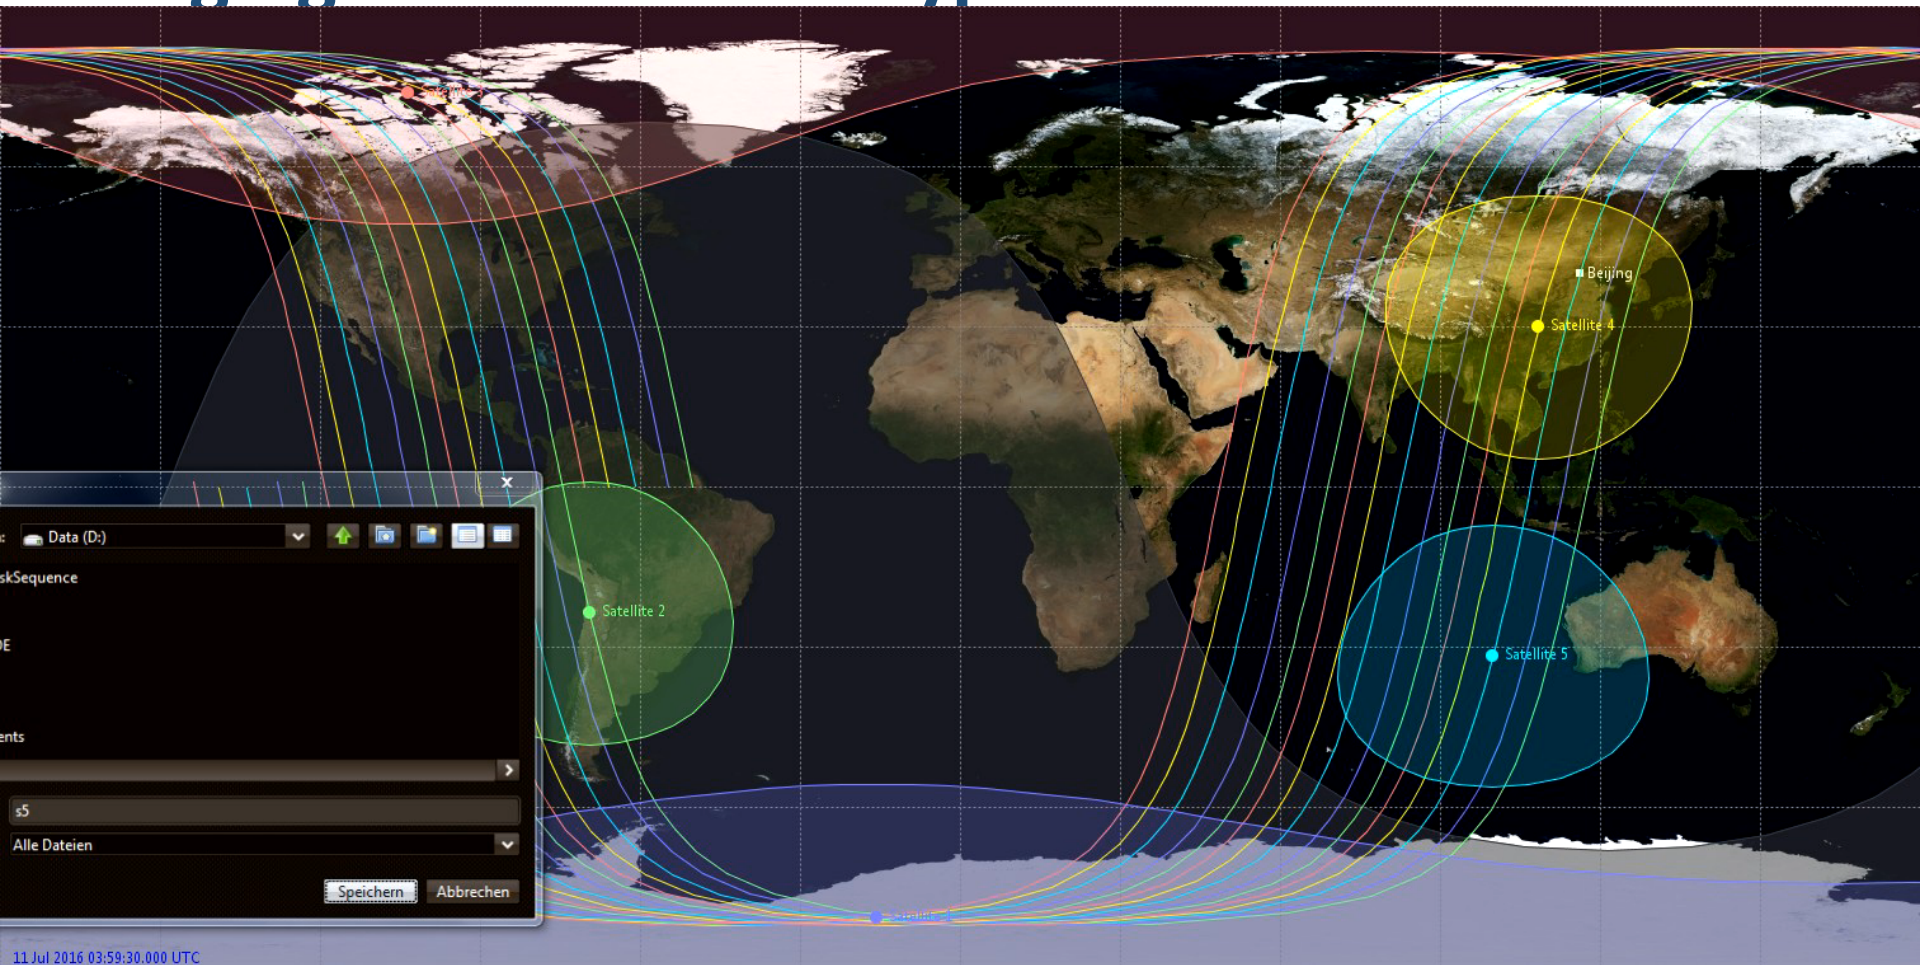 Beijing
Satellite 4
Data (D:)
skSequence
Satellite 2
DE
Satellite 5
ents
s5
Alle Dateien
Speichern
Abbrechen
11 Jul 2016 03:59:30.000 UTC